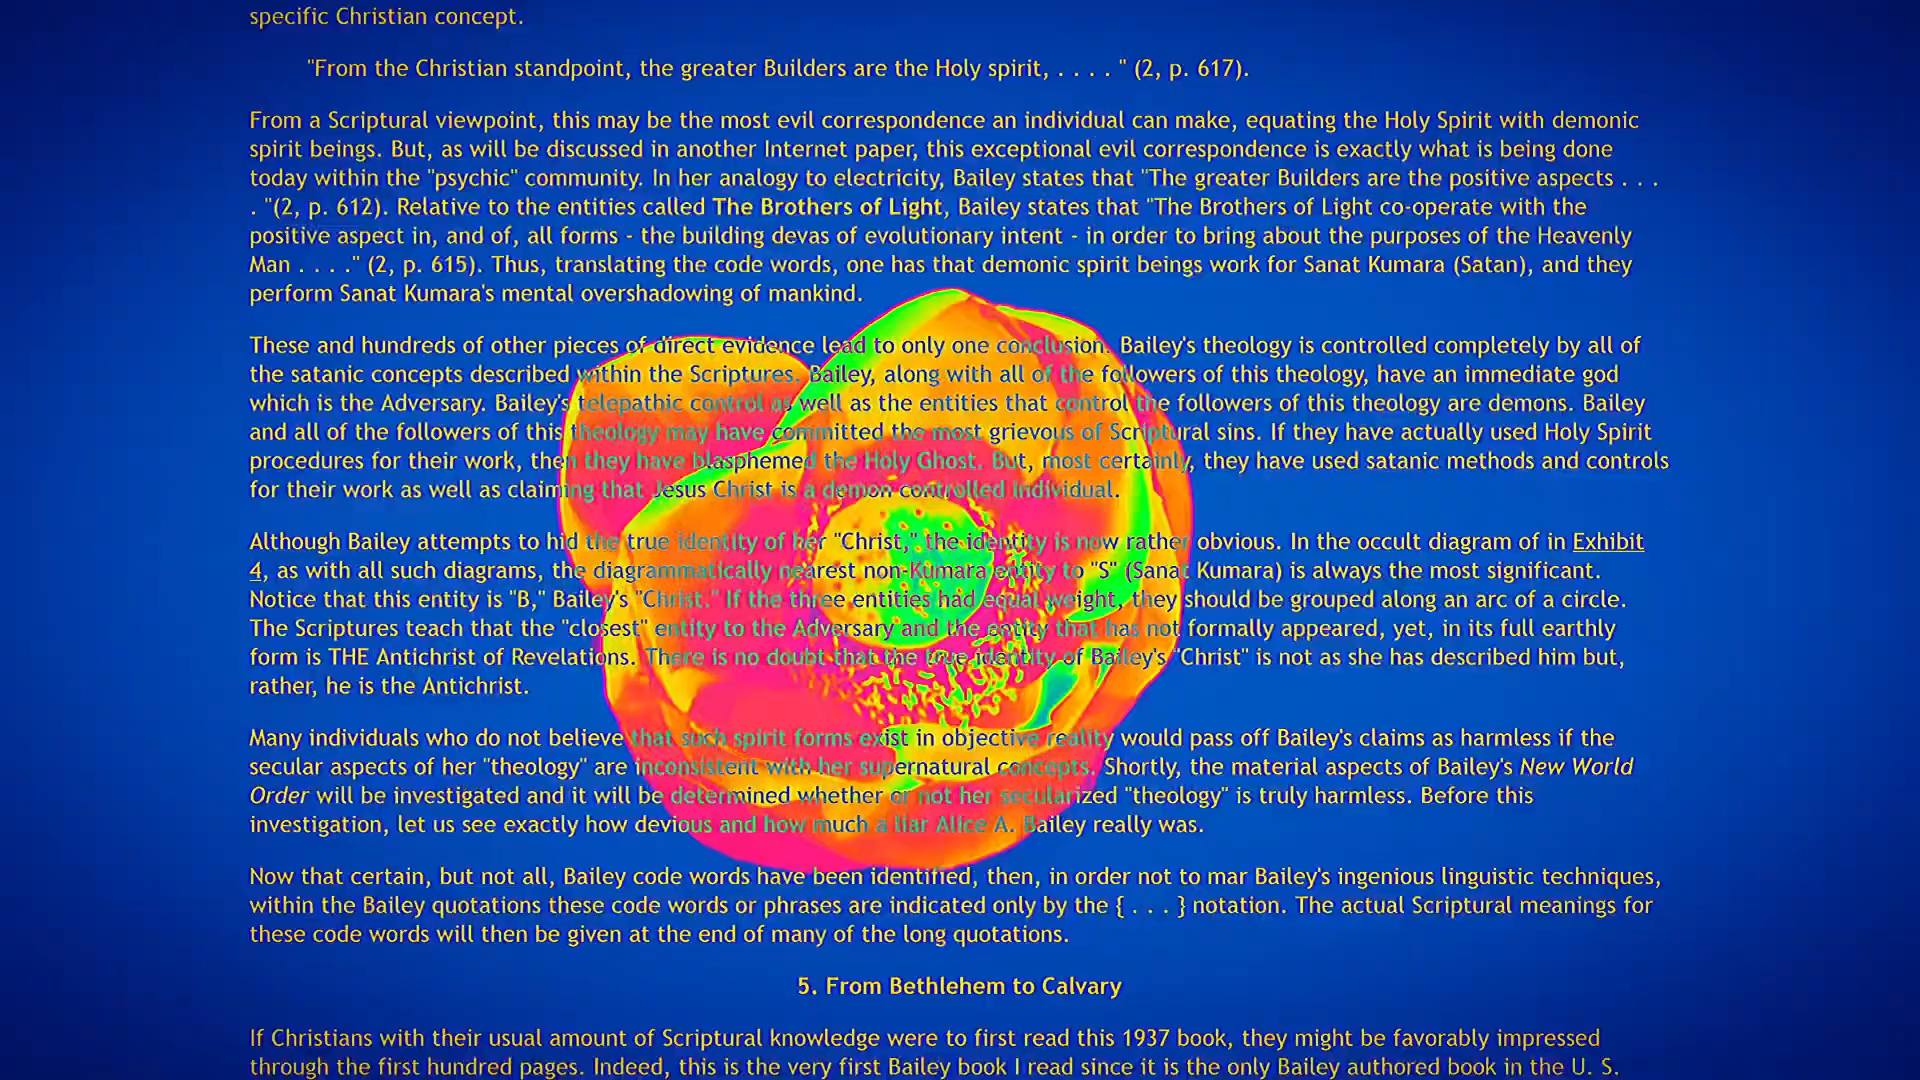 specific Christian concept.
"From the Christian standpoint, the greater Builders are the Holy spirit, . . . . " (2, p. 617).
From a Scriptural viewpoint, this may be the most evil correspondence an individual can make, equating the Holy Spirit with demonic
spirit beings. But, as will be discussed in another Internet paper, this exceptional evil correspondence is exactly what is being done
today within the "psychic" community. In her analogy to electricity, Bailey states that "The greater Builders are the positive aspects . . .
. "(2, p. 612). Relative to the entities called The Brothers of Light, Bailey states that "The Brothers of Light co-operate with the
positive aspect in, and of, all forms - the building devas of evolutionary intent - in order to bring about the purposes of the Heavenly
Man . . . ." (2, p. 615). Thus, translating the code words, one has that demonic spirit beings work for Sanat Kumara (Satan), and they
perform Sanat Kumara's mental overshadowing of mankind.
These and hundreds of other pieces of direct evidence lead to only one conclusion. Bailey's theology is controlled completely by all of
the satanic concepts described within the Scriptures. Bailey, along with all of the followers of this theology, have an immediate god
which is the Adversary. Bailey's telepathic control as well as the entities that control the followers of this theology are demons. Bailey
and all of the followers of this theology may have committed the most grievous of Scriptural sins. If they have actually used Holy Spirit
procedures for their work, then they have blasphemed the Holy Ghost. But, most certainly, they have used satanic methods and controls
for their work as well as claiming that Jesus Christ is a demon controlled individual.
Although Bailey attempts to hid the true identity of her "Christ," the identity is now rather obvious. In the occult diagram of in Exhibit
4, as with all such diagrams, the diagrammatically nearest non-Kumara entity to "S" (Sanat Kumara) is always the most significant.
Notice that this entity is "B," Bailey's "Christ." If the three entities had equal weight, they should be grouped along an arc of a circle.
The Scriptures teach that the "closest" entity to the Adversary and the entity that has not formally appeared, yet, in its full earthly
form is THE Antichrist of Revelations. There is no doubt that the true identity of Bailey's "Christ" is not as she has described him but,
rather, he is the Antichrist.
Many individuals who do not believe that such spirit forms exist in objective reality would pass off Bailey's claims as harmless if the
secular aspects of her "theology" are inconsistent with her supernatural concepts. Shortly, the material aspects of Bailey's New World
Order will be investigated and it will be determined whether or not her secularized "theology" is truly harmless. Before this
investigation, let us see exactly how devious and how much a liar Alice A. Bailey really was.
Now that certain, but not all, Bailey code words have been identified, then, in order not to mar Bailey's ingenious linguistic techniques,
within the Bailey quotations these code words or phrases are indicated only by the { . . . } notation. The actual Scriptural meanings for
these code words will then be given at the end of many of the long quotations.
5. From Bethlehem to Calvary
If Christians with their usual amount of Scriptural knowledge were to first read this 1937 book, they might be favorably impressed
through the first hundred pages. Indeed, this is the very first Bailey book I read since it is the only Bailey authored book in the U. S.